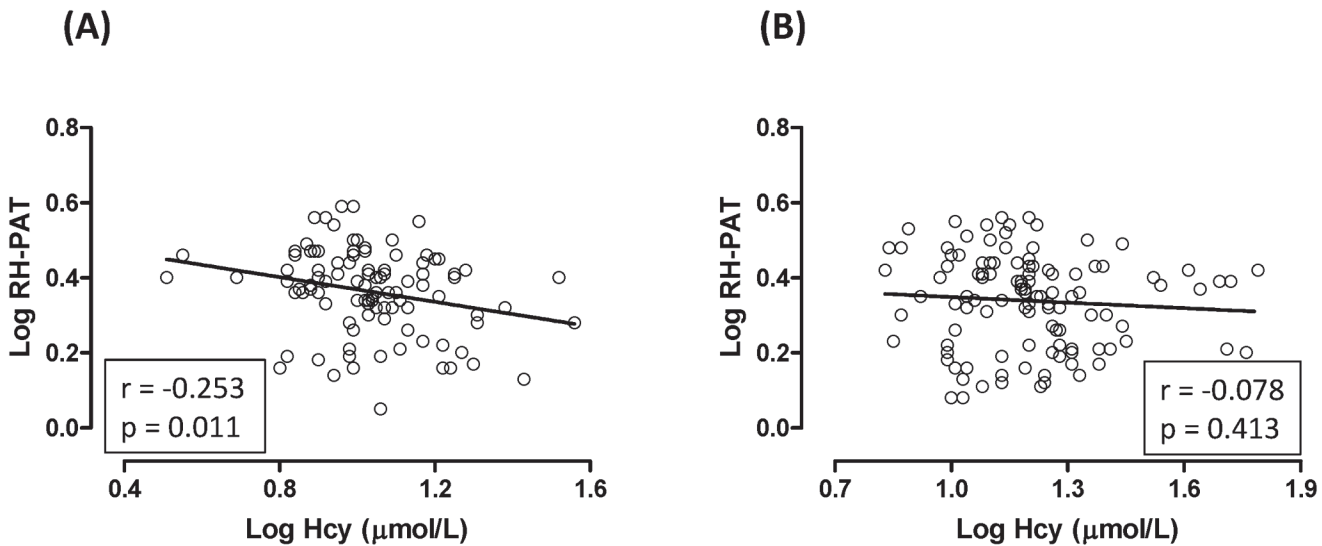 (A)
0.8
0.6
0.4
0.2
0.0
Log RH-PAT
r = -0.253
p = 0.011
0.4 0.8 1.2 1.6
Log Hcy (μmol/L)
(B)
0.8
0.6
0.4
0.2
0.0
Log RH-PAT
r = -0.078
p = 0.413
0.7 1.0 1.3 1.6 1.9
Log Hcy (μmol/L)